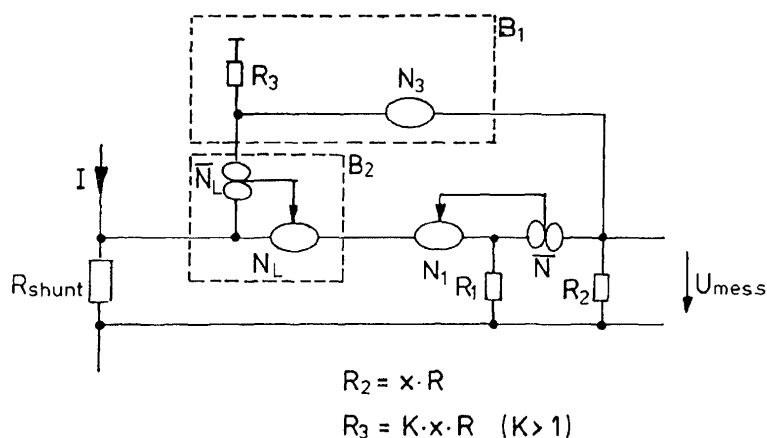 B₁
R₃
N₃
N̅L
B₂
I
Rshunt
NL
N₁
R₁
N̅
R₂
Umess
R₂ = x · R
R₃ = K · x · R (K > 1)